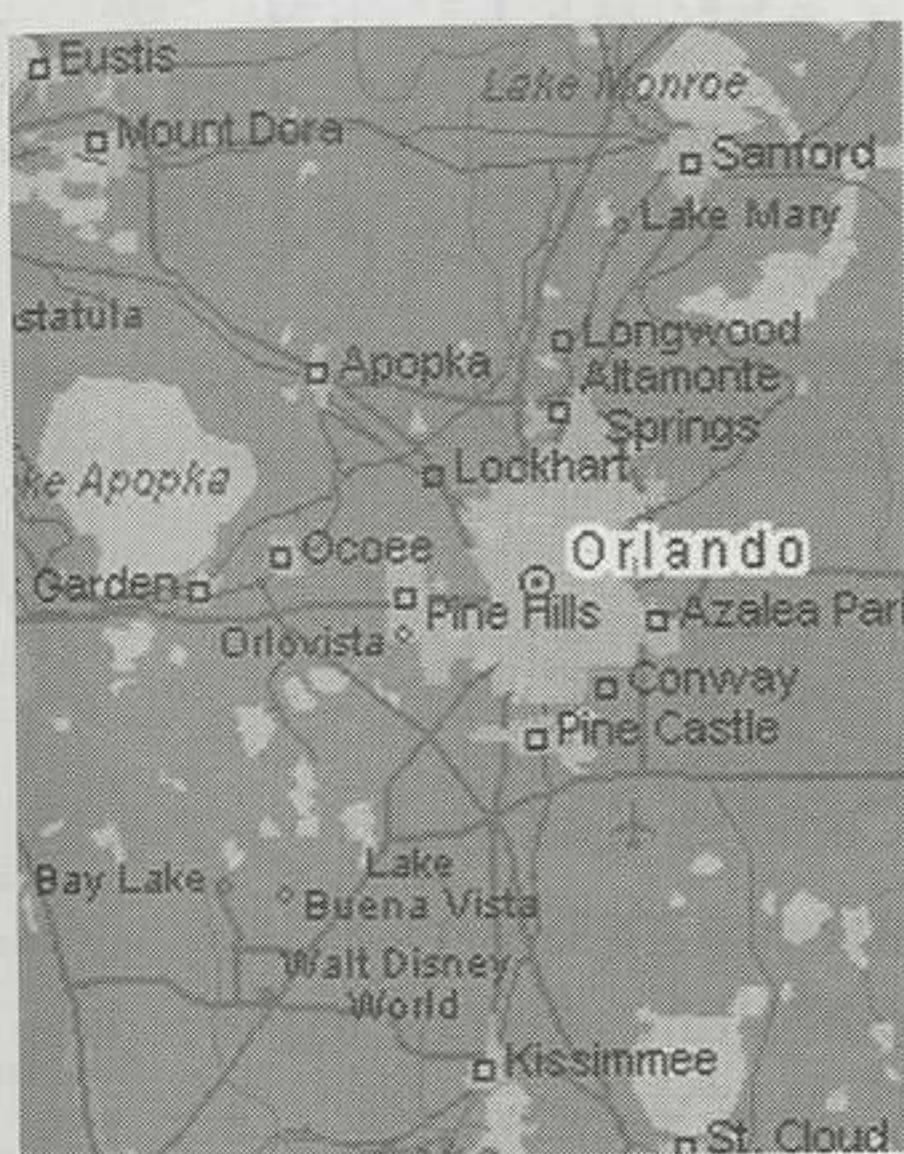 Eustis
Lake Monroe
Mount Dora
Sanford
Lake Mary
statula
Longwood
Apopka
Altamonte
Springs
Lockhart
ke Apopka
Ocoee
Orlando
Garden
Pine Hills
Azalea Par
Orlovista
Conway
Pine Castle
Lake
Buena Vista
Bay Lake
Walt Disney
World
Kissimmee
St. Cloud